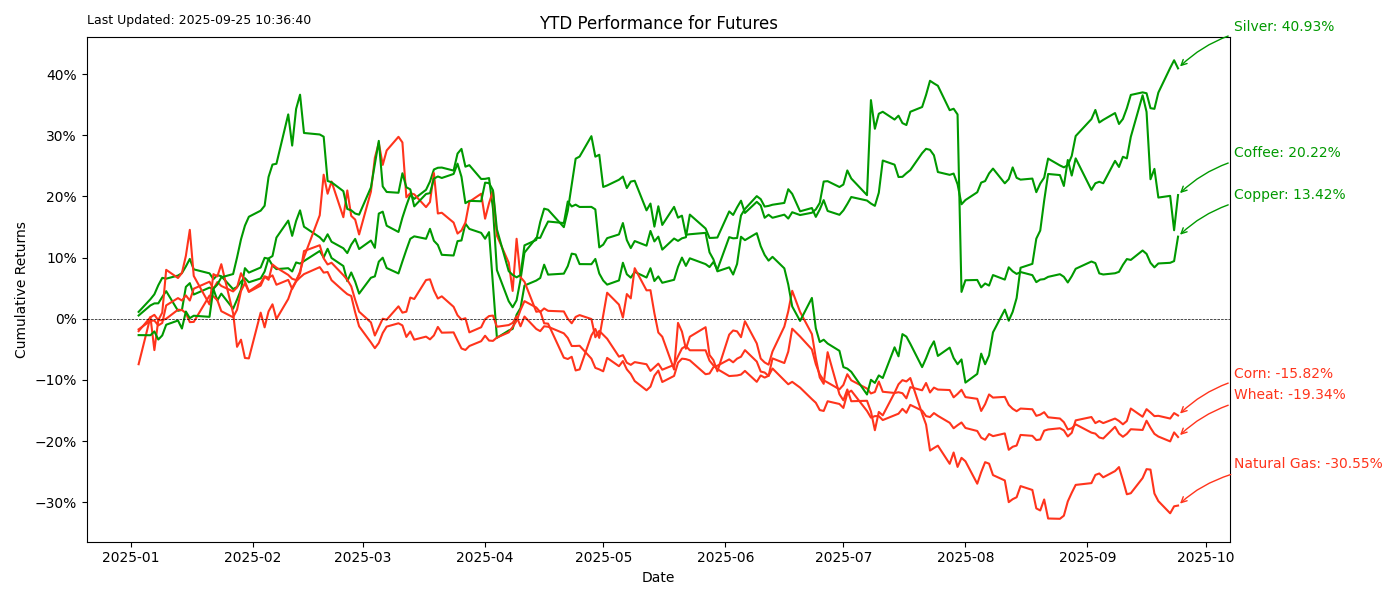 Last Updated: 2025-09-25 10:36:40
YTD Performance for Futures
Silver: 40.93%
Coffee: 20.22%
Copper: 13.42%
Corn: -15.82%
Wheat: -19.34%
Natural Gas: -30.55%
Cumulative Returns
40%
30%
20%
10%
0%
−10%
−20%
−30%
2025-01
2025-02
2025-03
2025-04
2025-05
2025-06
2025-07
2025-08
2025-09
2025-10
Date